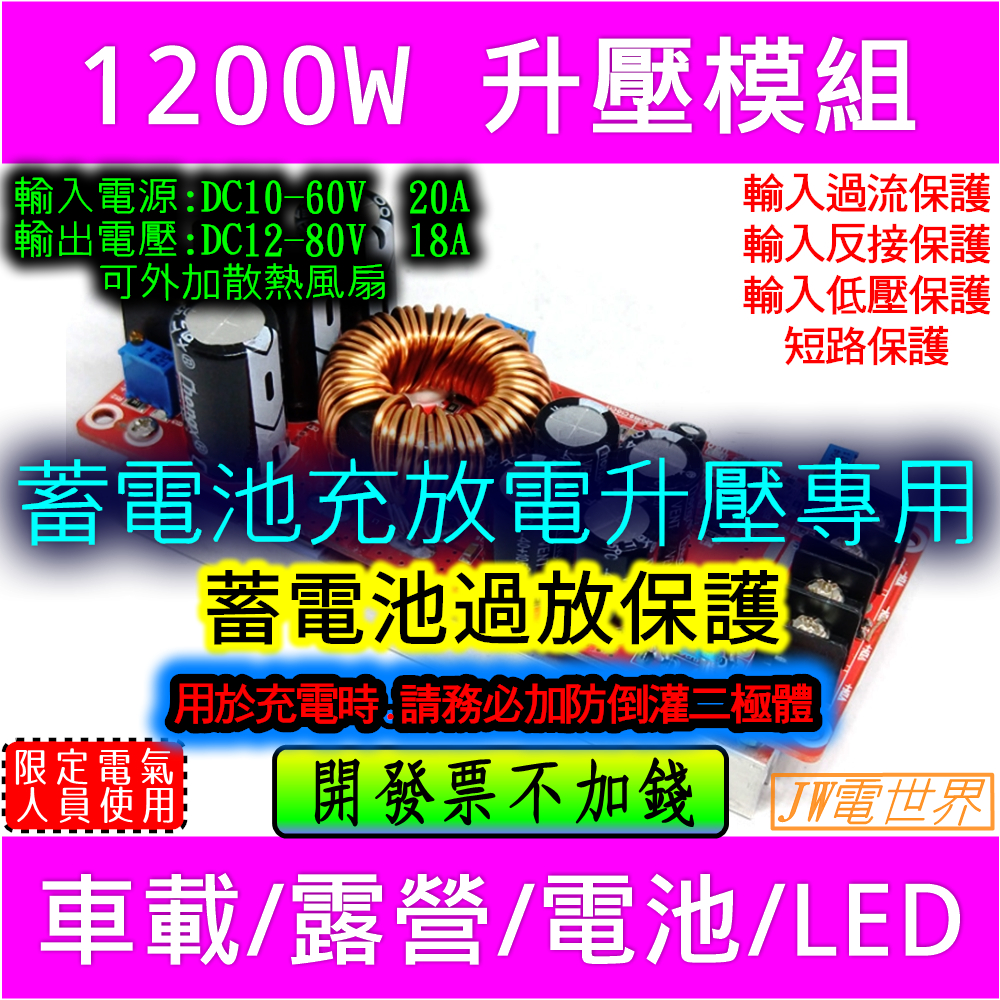 1200W 升壓模組
輸入電源:DC10-60V 20A
輸出電壓:DC12-80V 18A
可外加散熱風扇
輸入過流保護
輸入反接保護
輸入低壓保護
短路保護
蓄電池充放電升壓專用
蓄電池過放保護
用於充電時.請務必加防倒灌二極體
限定電氣
人員使用
開發票不加錢
JW電世界
車載/露營/電池/LED